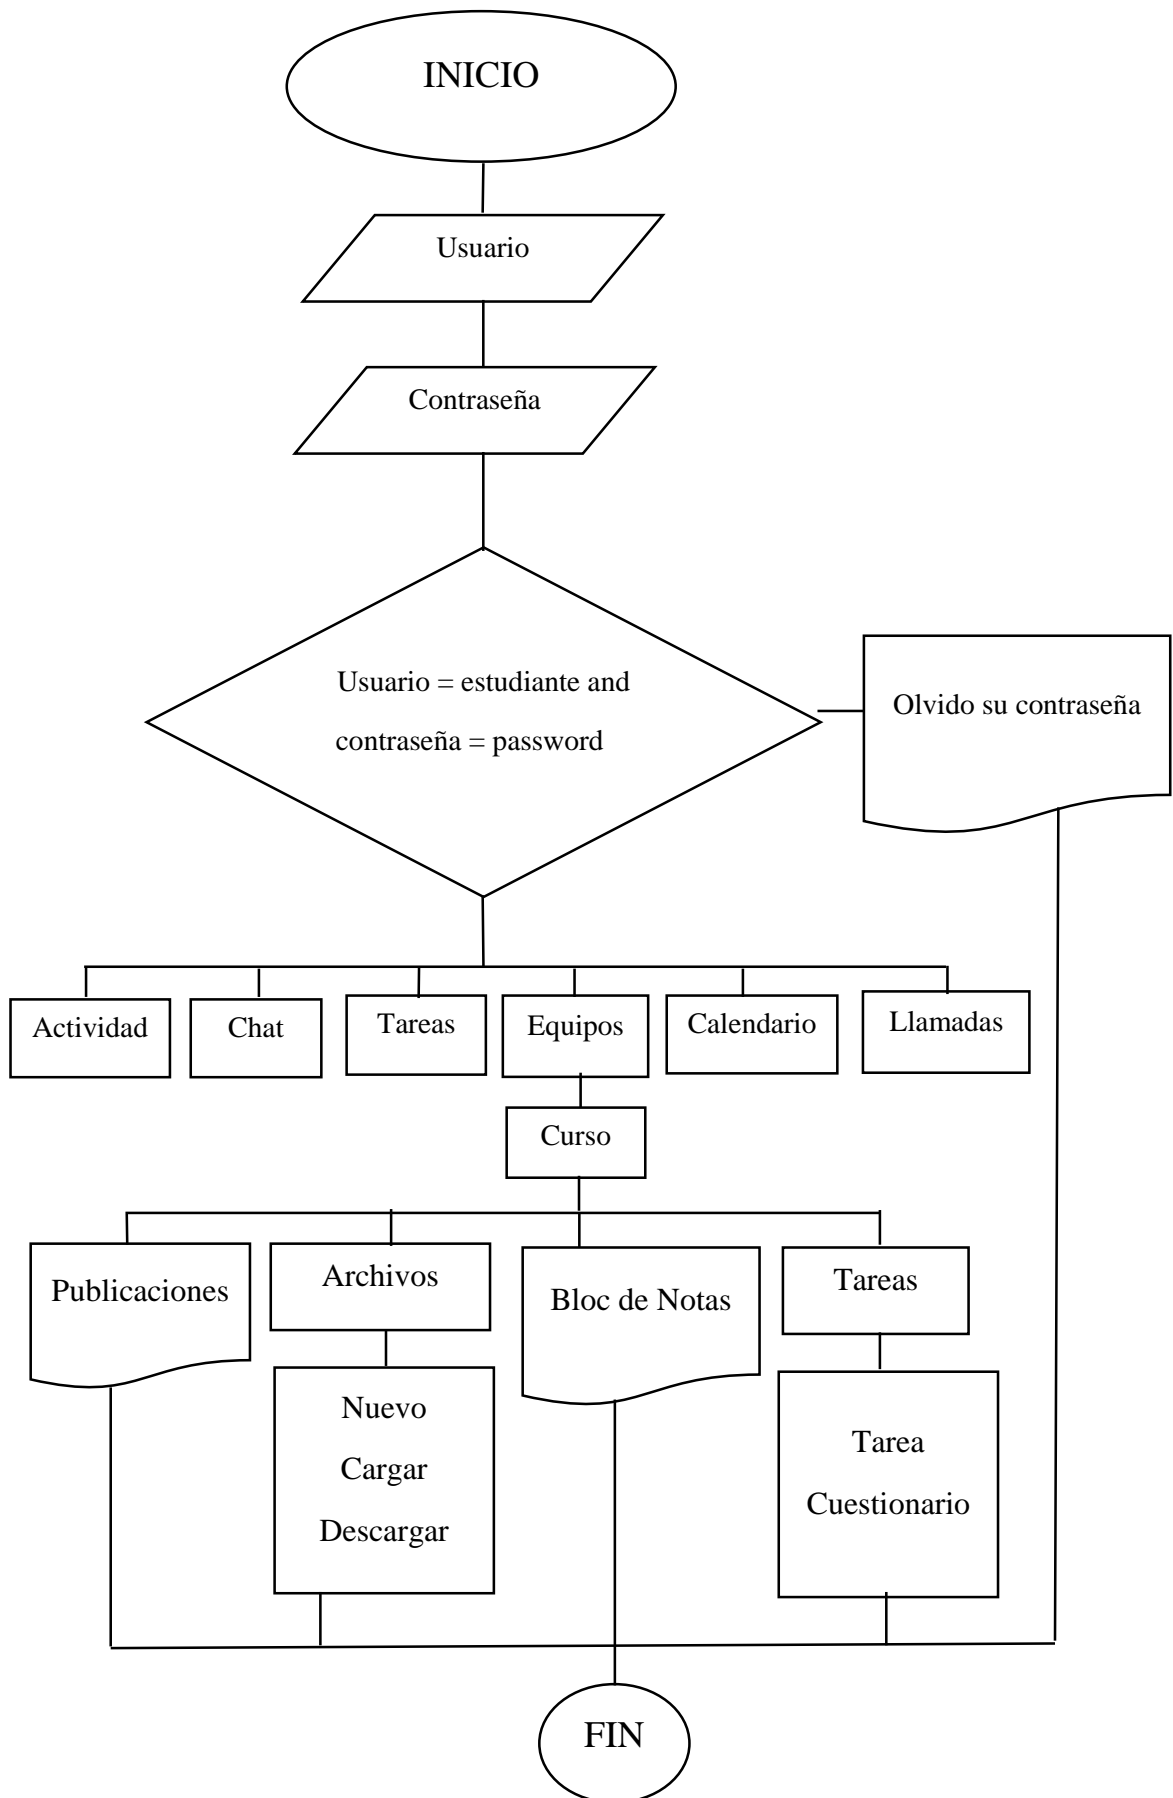 INICIO
Usuario
Contraseña
Usuario = estudiante and
contraseña = password
Olvido su contraseña
Actividad
Chat
Tareas
Equipos
Calendario
Llamadas
Curso
Publicaciones
Archivos
Bloc de Notas
Tareas
Nuevo
Cargar
Descargar
Tarea
Cuestionario
FIN